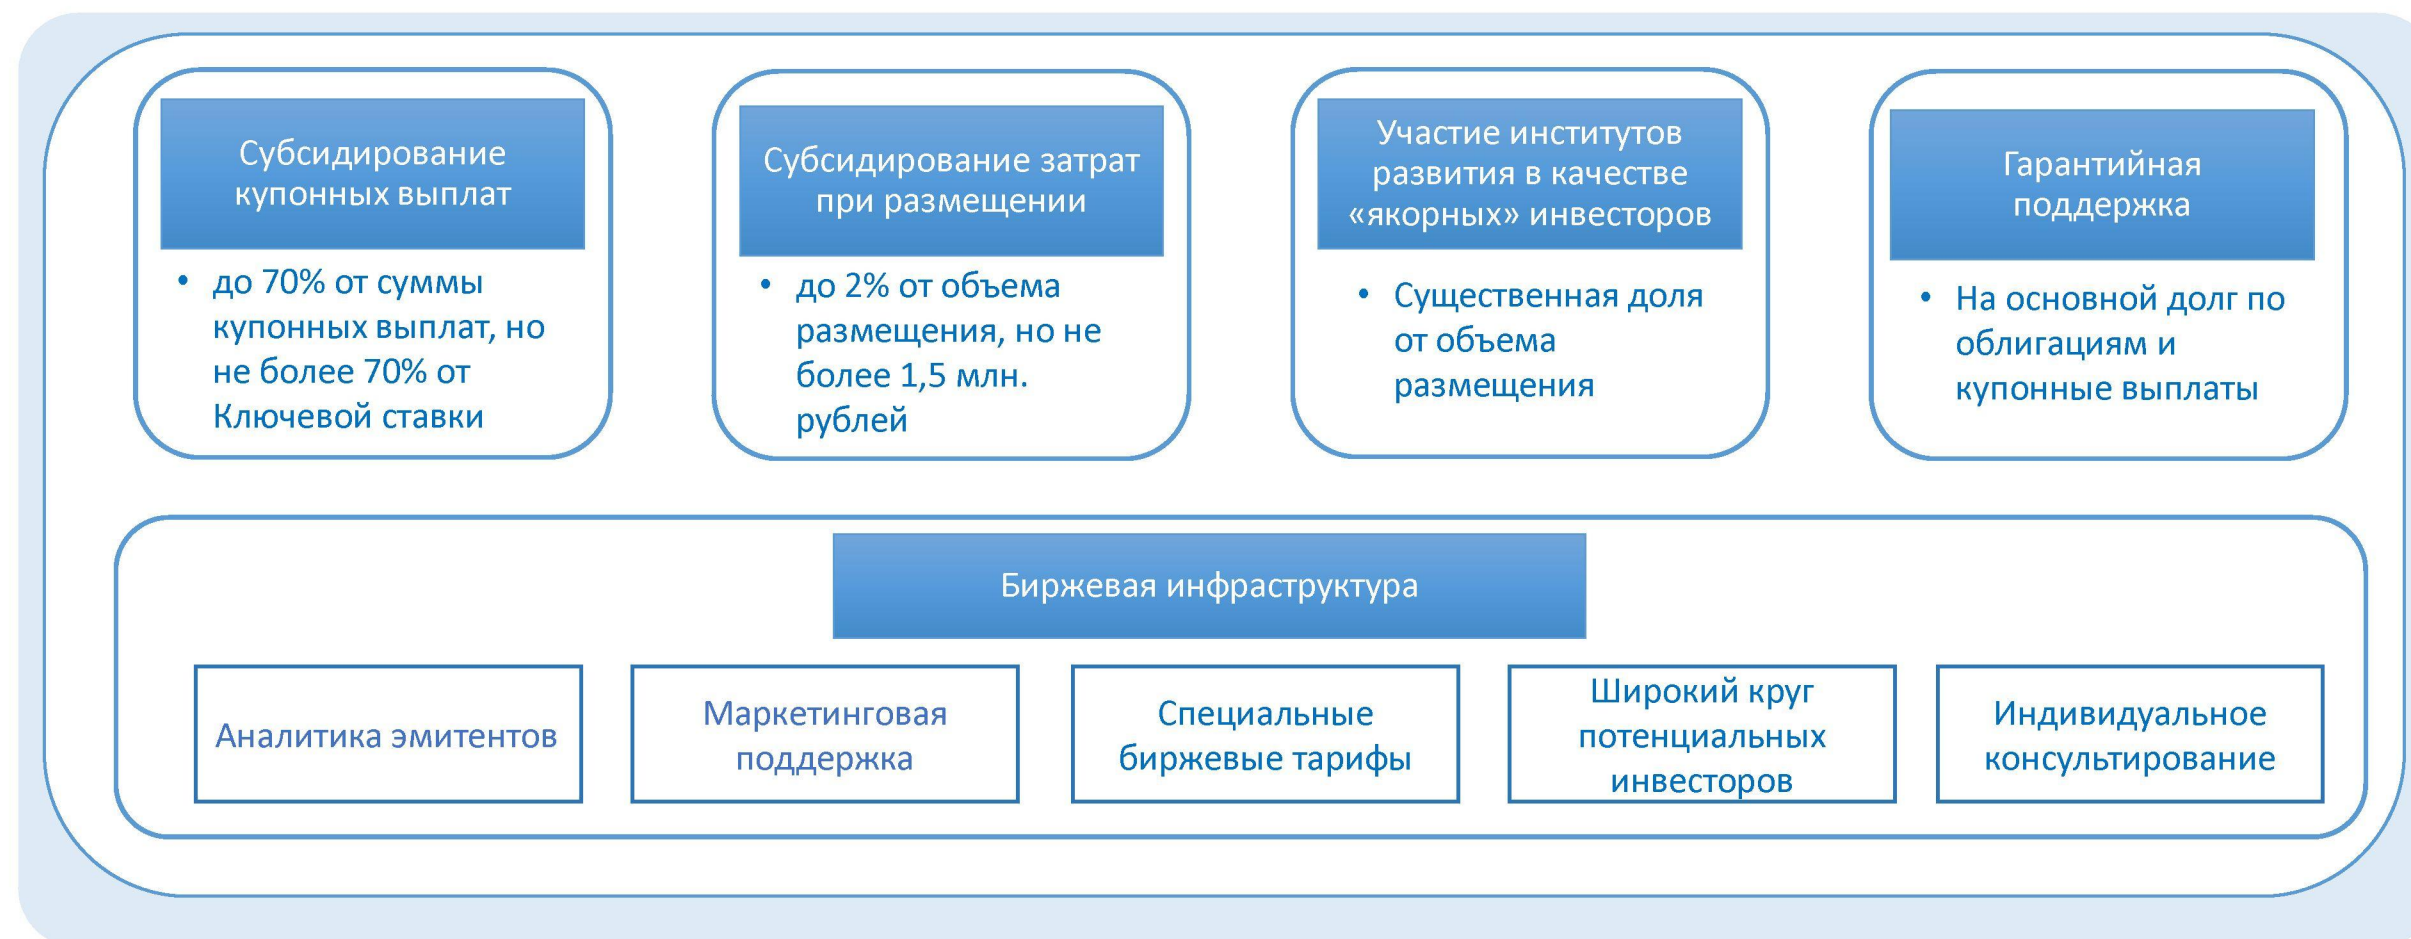 Субсидирование
купонных выплат
• до 70% от суммы
купонных выплат, но
не более 70% от
Ключевой ставки
Субсидирование затрат
при размещении
• до 2% от объема
размещения, но не
более 1,5 млн.
рублей
Участие институтов
развития в качестве
«якорных» инвесторов
• Существенная доля
от объема
размещения
Гарантийная
поддержка
• На основной долг по
облигациям и
купонные выплаты
Биржевая инфраструктура
Аналитика эмитентов
Маркетинговая
поддержка
Специальные
биржевые тарифы
Широкий круг
потенциальных
инвесторов
Индивидуальное
консультирование